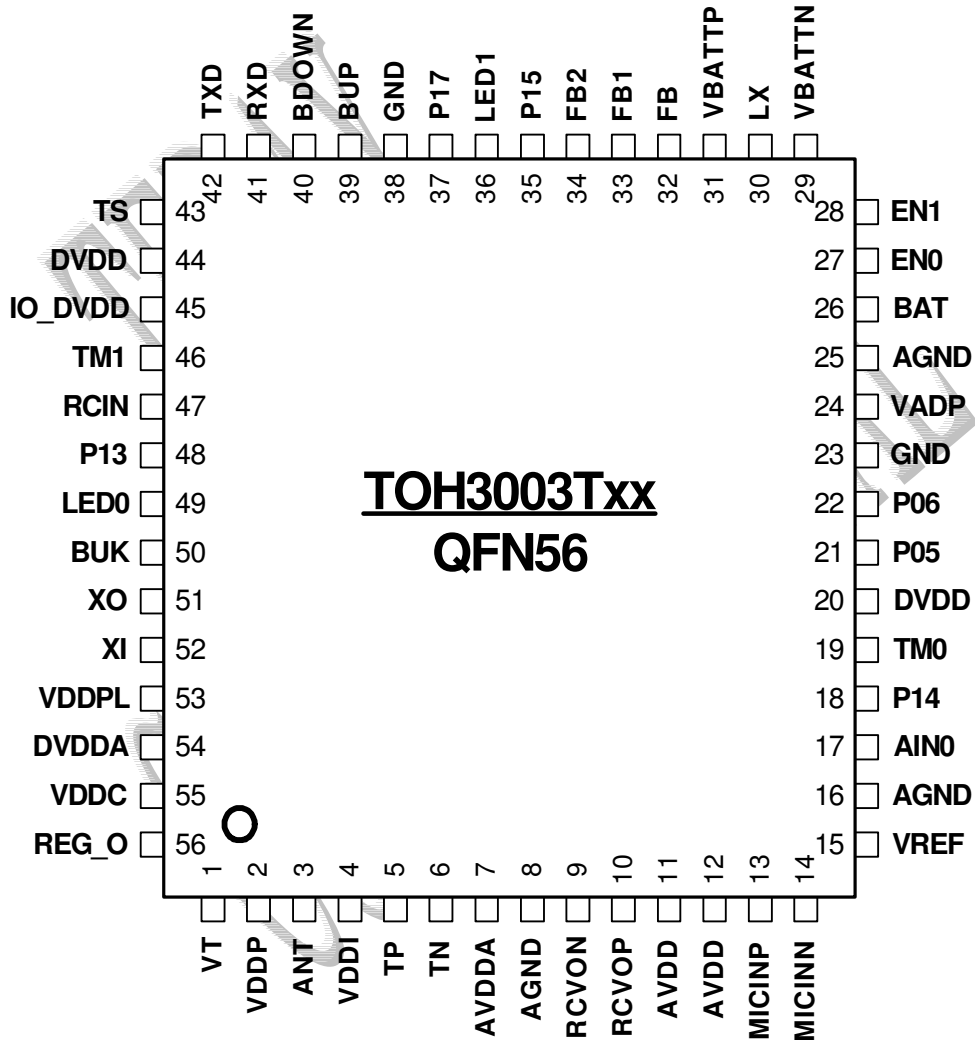 TXD RXD BDOWN BUP GND P17 LED1 P15 FB2 FB1 FB VBATTP LX VBATTN
42 41 40 39 38 37 36 35 34 33 32 31 30 29
TS 43 28 EN1
DVDD 44 27 EN0
IO_DVDD 45 26 BAT
TM1 46 25 AGND
RCIN 47 24 VADP
P13 48 23 GND
LED0 49 22 P06
BUK 50 21 P05
XO 51 20 DVDD
XI 52 19 TM0
VDDPL 53 18 P14
DVDDA 54 17 AIN0
VDDC 55 16 AGND
REG_O 56 15 VREF
TOH3003Txx
QFN56
1 2 3 4 5 6 7 8 9 10 11 12 13 14
VT VDDP ANT VDDI TP TN AVDDA AGND RCVON RCVOP AVDD AVDD MICINP MICINN